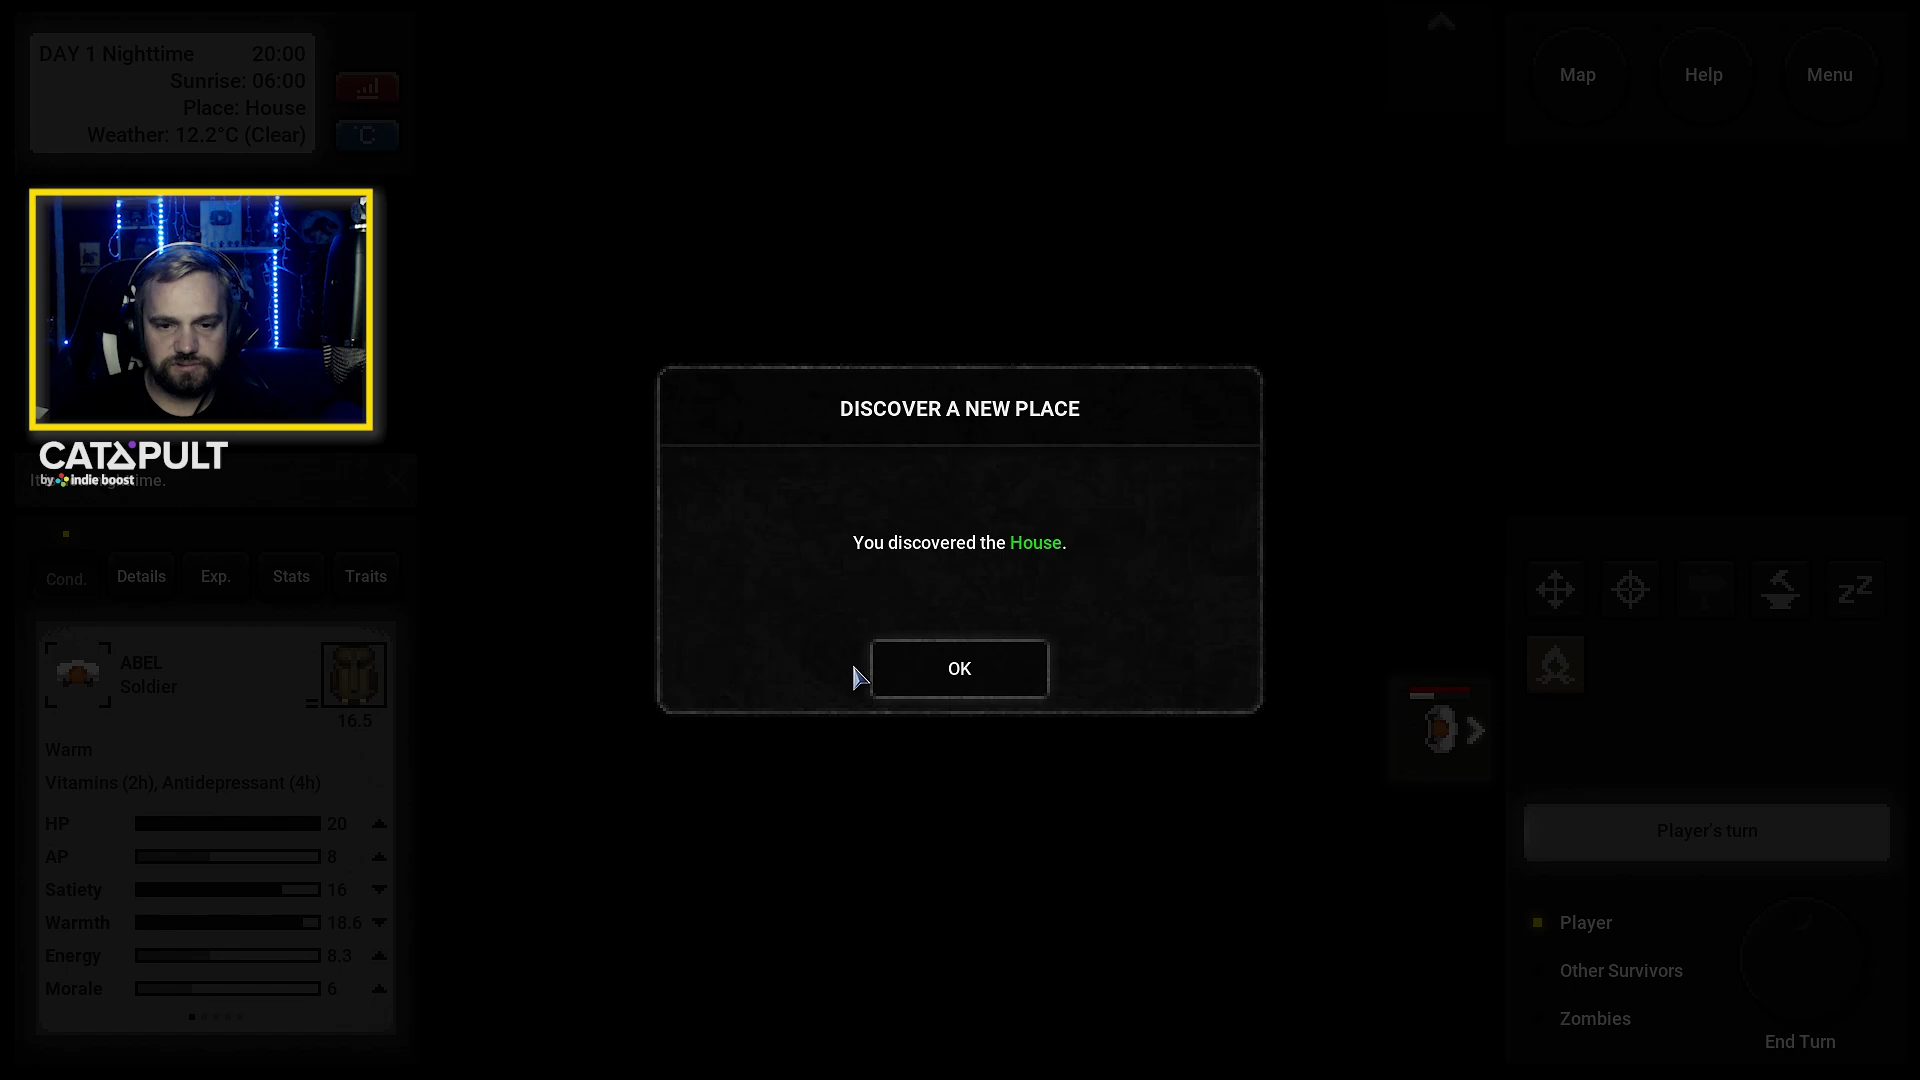 DAY 1 Nighttime 20:00
Sunrise: 06:00
Place: House
Weather: 12.2°C (Clear)
°C
Map
Help
Menu
CATAPULT
by indie boost
DISCOVER A NEW PLACE
You discovered the House.
OK
Cond.
Details
Exp.
Stats
Traits
ABEL
Soldier
16.5
Warm
Vitamins (2h), Antidepressant (4h)
HP 20
AP 8
Satiety 16
Warmth 18.6
Energy 8.3
Morale 6
zZZ
Player's turn
Player
Other Survivors
Zombies
End Turn